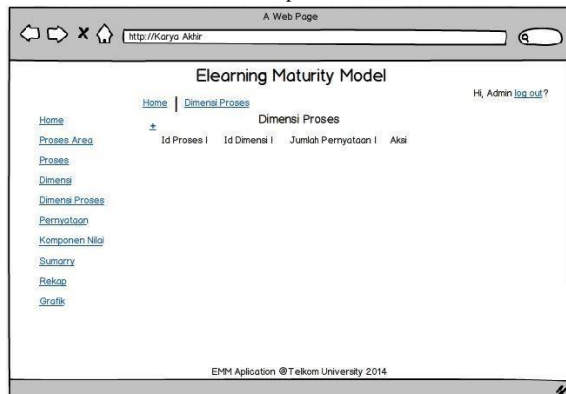 A Web Page
http://Karya Akhir
Elearning Maturity Model
Hi, Admin log out?
Home | Dimensi Proses
Home
Proses Area
Proses
Dimensi
Dimensi Proses
Pernyataan
Komponen Nilai
Sumarry
Rekap
Grafik
+
Dimensi Proses
Id Proses | Id Dimensi | Jumlah Pernyataan | Aksi
EMM Aplication @Telkom University 2014